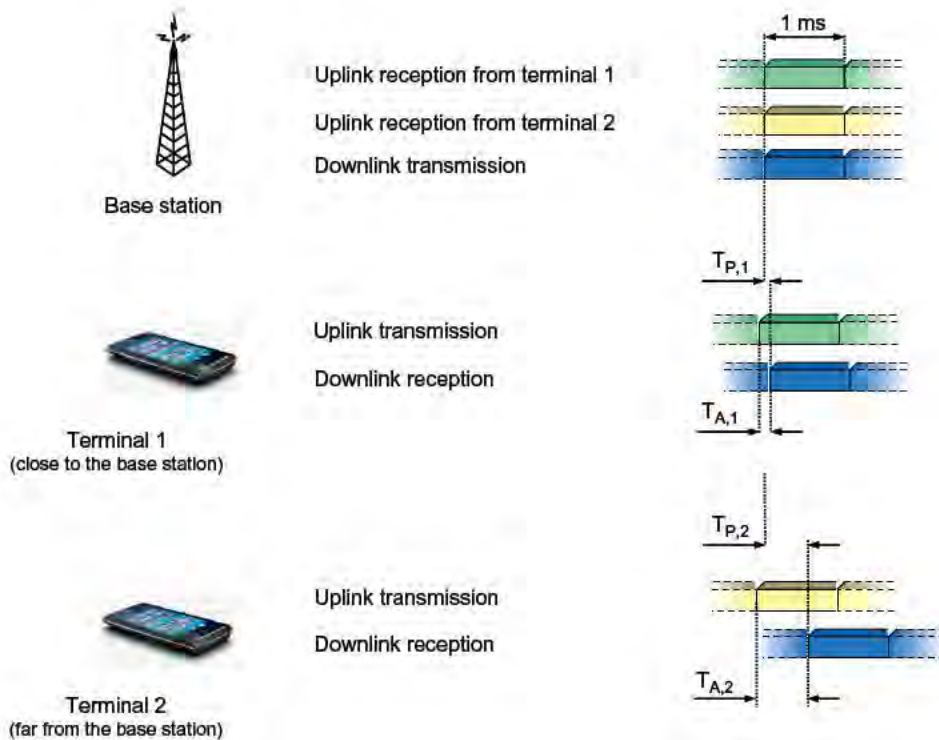 1 ms
Uplink reception from terminal 1
Uplink reception from terminal 2
Downlink transmission
Base station
TP,1
Uplink transmission
Downlink reception
TA,1
Terminal 1
(close to the base station)
TP,2
Uplink transmission
Downlink reception
TA,2
Terminal 2
(far from the base station)